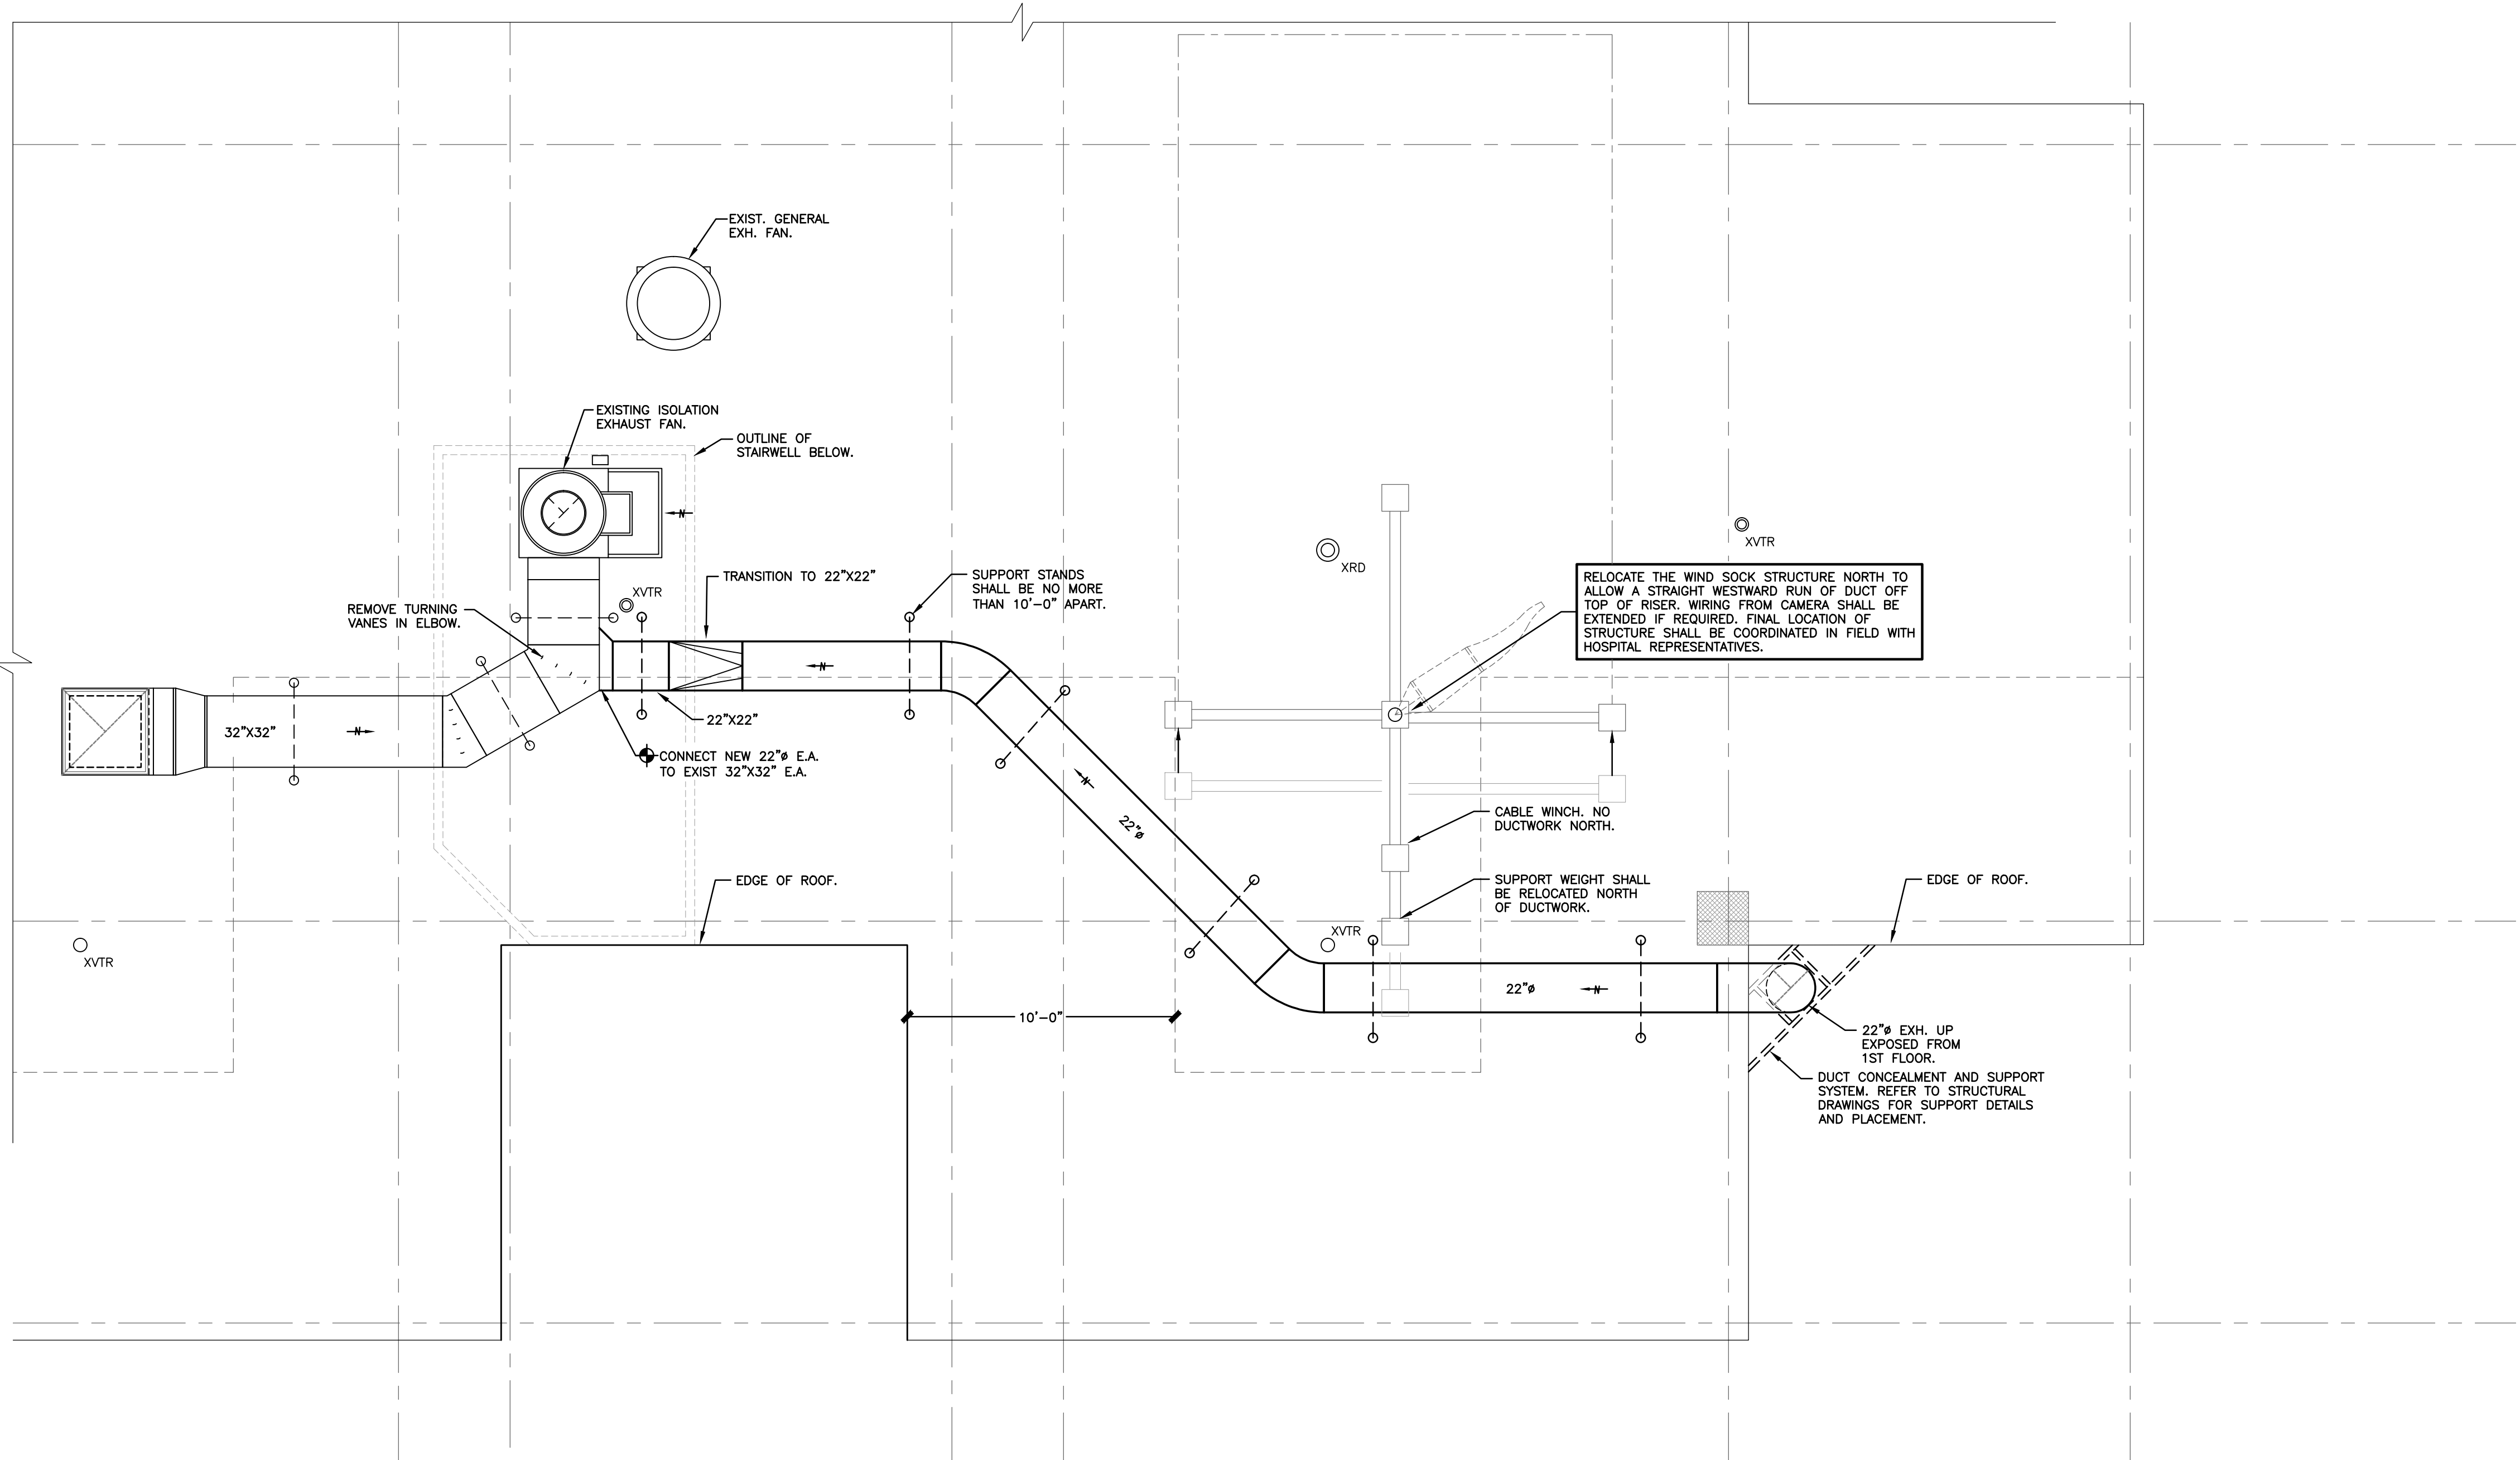 EXIST. GENERAL
EXH. FAN.
EXISTING ISOLATION
EXHAUST FAN.
OUTLINE OF
STAIRWELL BELOW.
XVTR
TRANSITION TO 22"X22"
SUPPORT STANDS
SHALL BE NO MORE
THAN 10'-0" APART.
XRD
XVTR
RELOCATE THE WIND SOCK STRUCTURE NORTH TO
ALLOW A STRAIGHT WESTWARD RUN OF DUCT OFF
TOP OF RISER. WIRING FROM CAMERA SHALL BE
EXTENDED IF REQUIRED. FINAL LOCATION OF
STRUCTURE SHALL BE COORDINATED IN FIELD WITH
HOSPITAL REPRESENTATIVES.
REMOVE TURNING
VANES IN ELBOW.
32"X32"
22"X22"
CONNECT NEW 22"ø E.A.
TO EXIST 32"X32" E.A.
22"ø
CABLE WINCH. NO
DUCTWORK NORTH.
EDGE OF ROOF.
SUPPORT WEIGHT SHALL
BE RELOCATED NORTH
OF DUCTWORK.
EDGE OF ROOF.
XVTR
XVTR
22"ø
10'-0"
22"ø EXH. UP
EXPOSED FROM
1ST FLOOR.
DUCT CONCEALMENT AND SUPPORT
SYSTEM. REFER TO STRUCTURAL
DRAWINGS FOR SUPPORT DETAILS
AND PLACEMENT.